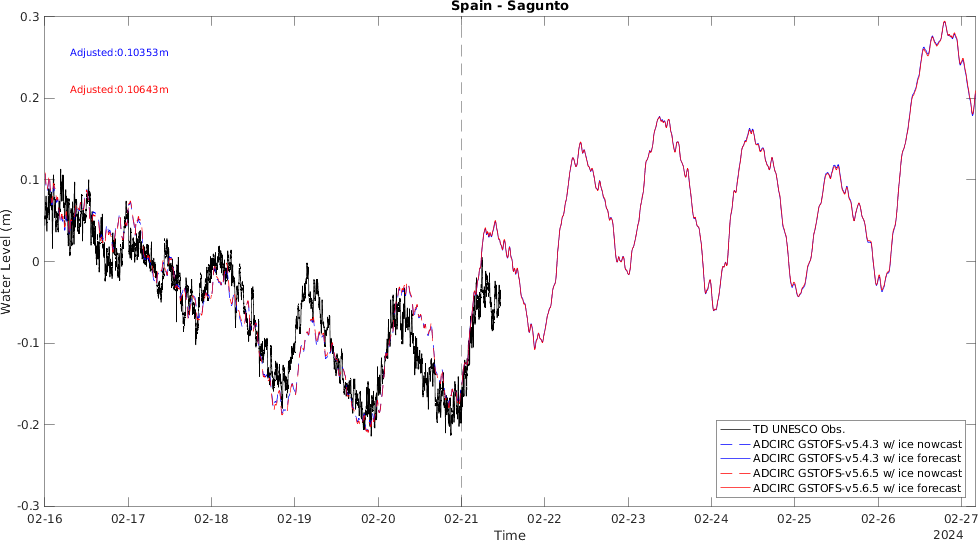 Spain - Sagunto
0.3
0.2
0.1
0
-0.1
-0.2
-0.3
Water Level (m)
Adjusted:0.10353m
Adjusted:0.10643m
TD UNESCO Obs.
ADCIRC GSTOFS-v5.4.3 w/ ice nowcast
ADCIRC GSTOFS-v5.4.3 w/ ice forecast
ADCIRC GSTOFS-v5.6.5 w/ ice nowcast
ADCIRC GSTOFS-v5.6.5 w/ ice forecast
02-16 02-17 02-18 02-19 02-20 02-21 02-22 02-23 02-24 02-25 02-26 02-27
2024
Time